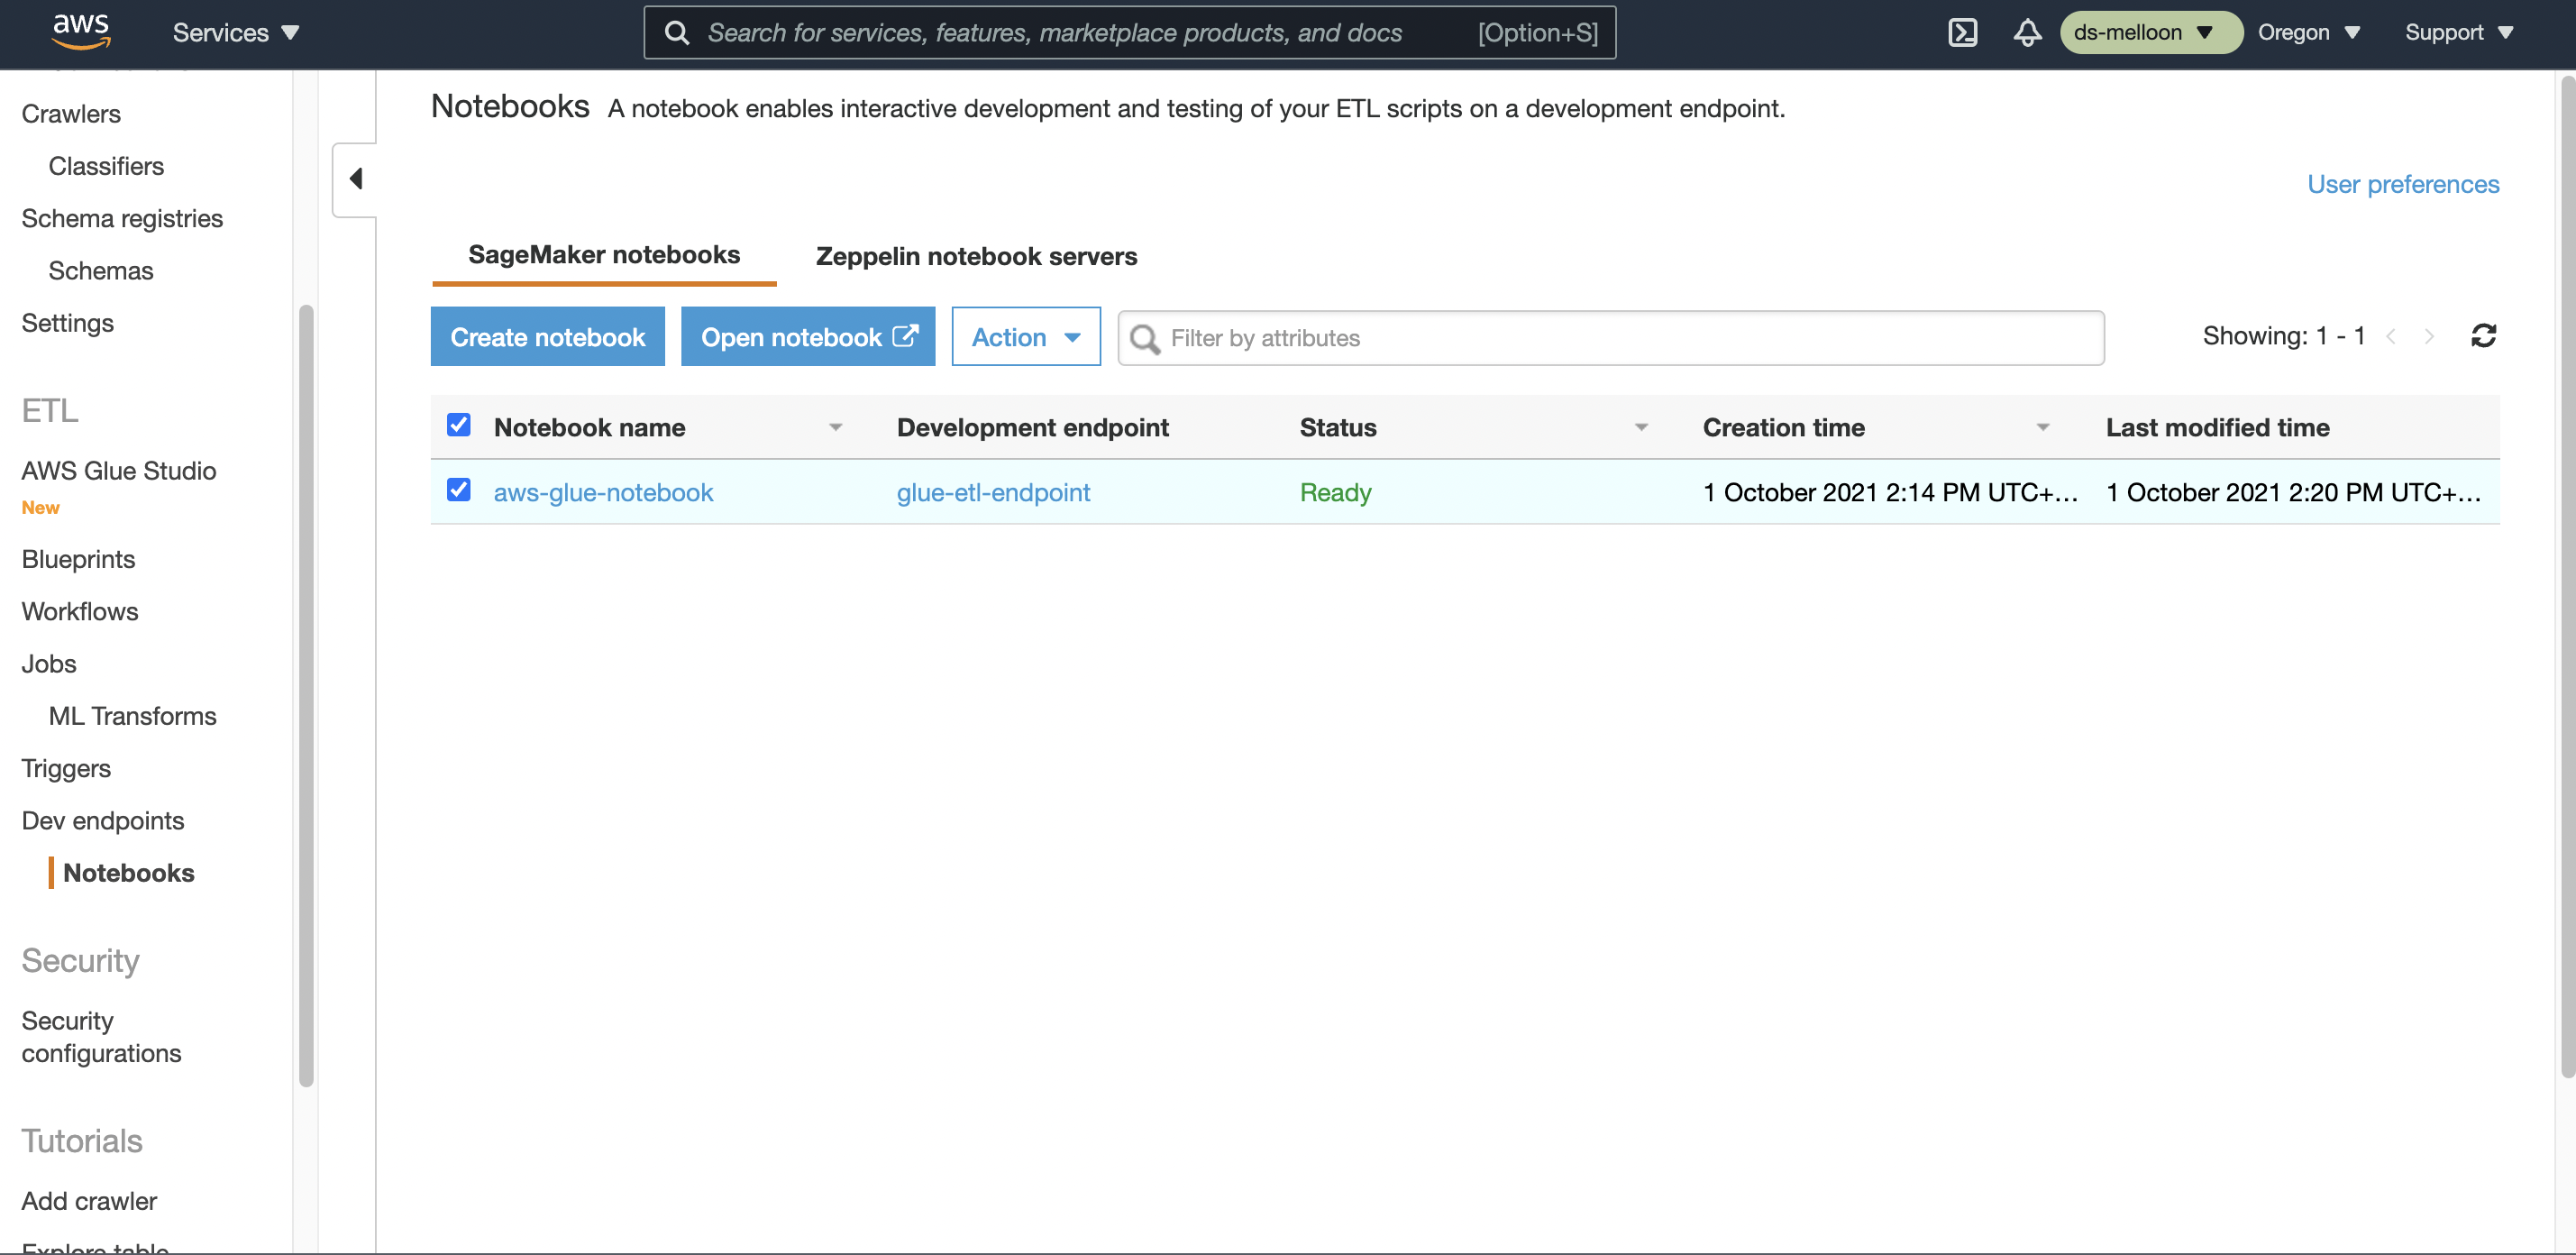 aws
Services
Search for services, features, marketplace products, and docs
[Option+S]
ds-melloon
Oregon
Support
Crawlers
Classifiers
Schema registries
Schemas
Settings
ETL
AWS Glue Studio
New
Blueprints
Workflows
Jobs
ML Transforms
Triggers
Dev endpoints
Notebooks
Security
Security
configurations
Tutorials
Add crawler
Explore table
Notebooks A notebook enables interactive development and testing of your ETL scripts on a development endpoint.
User preferences
SageMaker notebooks
Zeppelin notebook servers
Create notebook
Open notebook
Action
Filter by attributes
Showing: 1 - 1
Notebook name
Development endpoint
Status
Creation time
Last modified time
aws-glue-notebook
glue-etl-endpoint
Ready
1 October 2021 2:14 PM UTC+...
1 October 2021 2:20 PM UTC+...